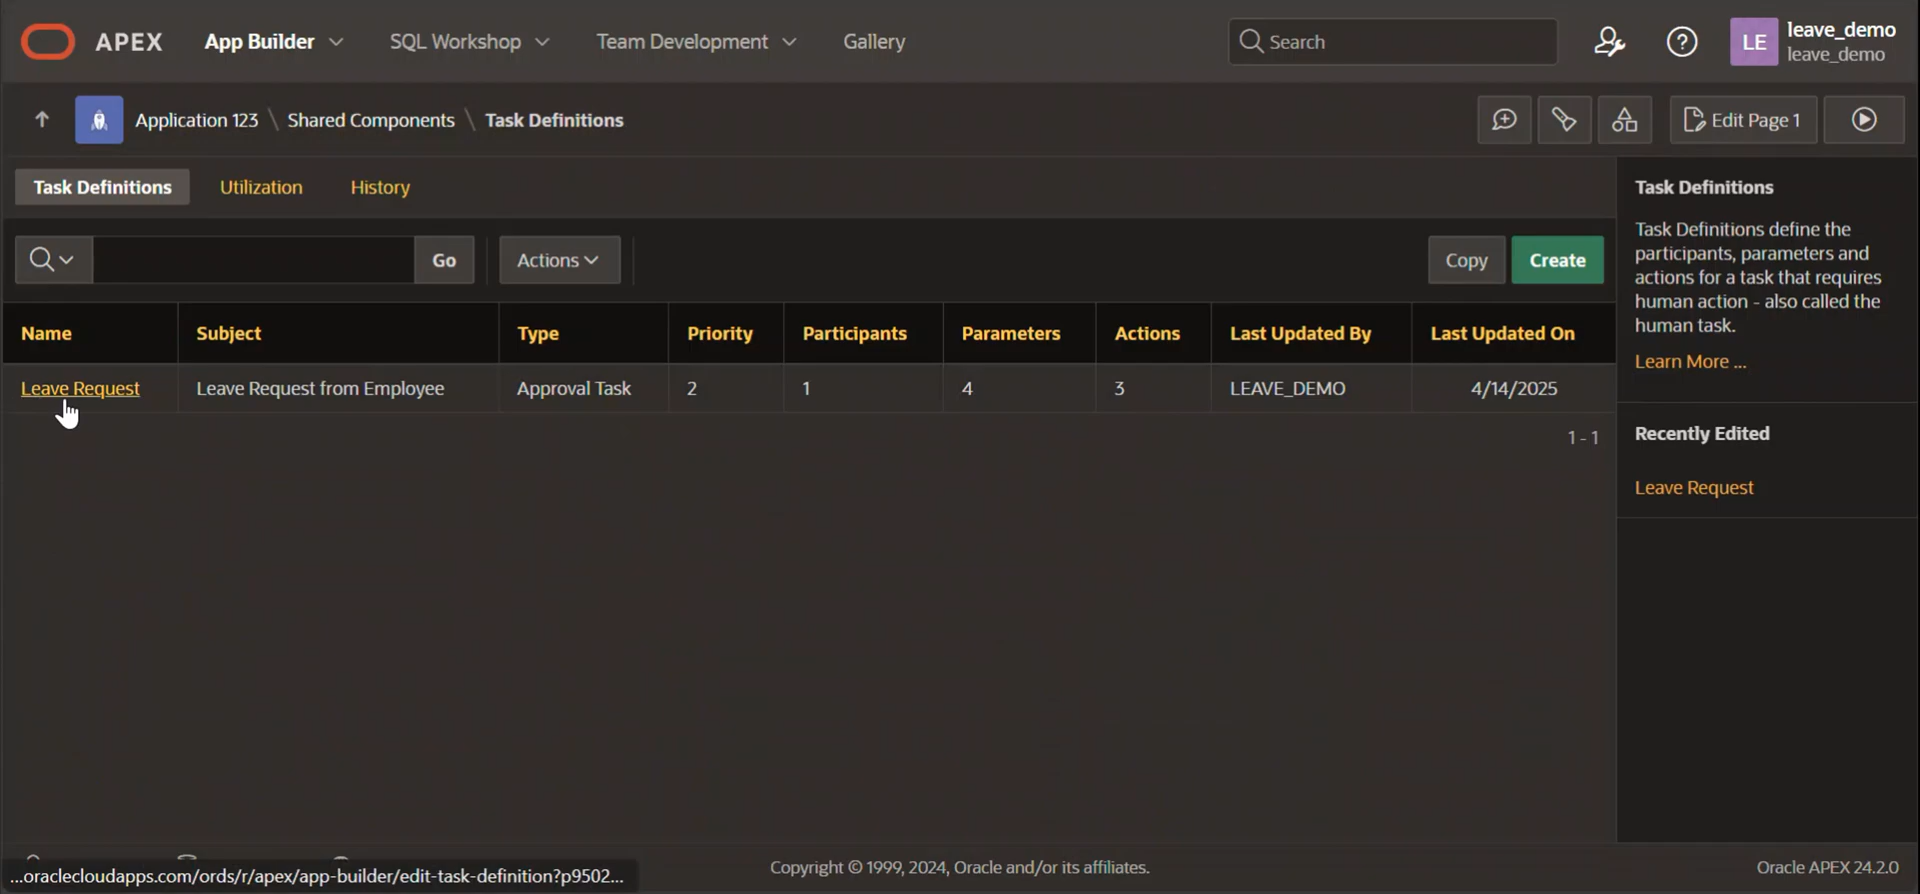 APEX App Builder SQL Workshop Team Development Gallery Search LE leave_demo
leave_demo
Application 123 \ Shared Components \ Task Definitions Edit Page 1
Task Definitions Utilization History
Go Actions Copy Create
Name Subject Type Priority Participants Parameters Actions Last Updated By Last Updated On
Leave Request Leave Request from Employee Approval Task 2 1 4 3 LEAVE_DEMO 4/14/2025
1 - 1
Task Definitions
Task Definitions define the
participants, parameters and
actions for a task that requires
human action - also called the
human task.
Learn More ...
Recently Edited
Leave Request
...oraclecloudapps.com/ords/r/apex/app-builder/edit-task-definition?p9502...
Copyright © 1999, 2024, Oracle and/or its affiliates.
Oracle APEX 24.2.0